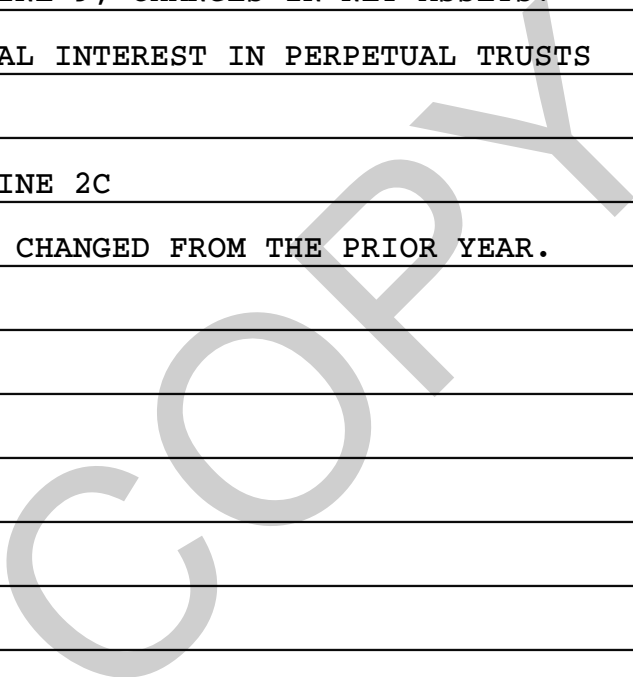 AL INTEREST IN PERPETUAL TRUSTS
INE 2C
CHANGED FROM THE PRIOR YEAR.
COPY